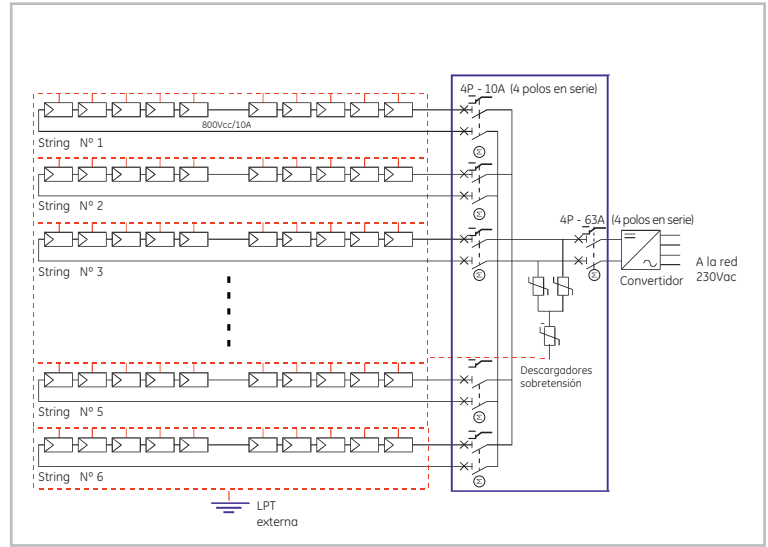 4P - 10A (4 polos en serie)
800Vcc/10A
String Nº 1
String Nº 2
4P - 63A (4 polos en serie)
String Nº 3
Convertidor
A la red
230Vac
Descargadores
sobretensión
String Nº 5
String Nº 6
LPT
externa